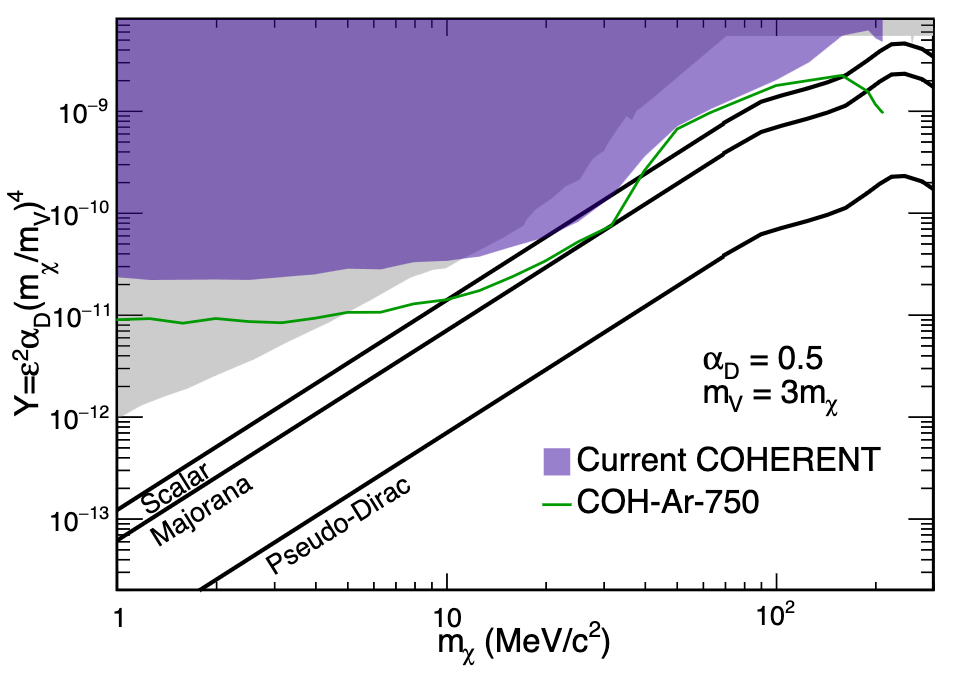 Y=ε²α_D(m_χ/m_V)⁴
10⁻⁹
10⁻¹⁰
10⁻¹¹
10⁻¹²
10⁻¹³
Scalar
Majorana
Pseudo-Dirac
α_D = 0.5
m_V = 3m_χ
Current COHERENT
COH-Ar-750
1
10
10²
m_χ (MeV/c²)